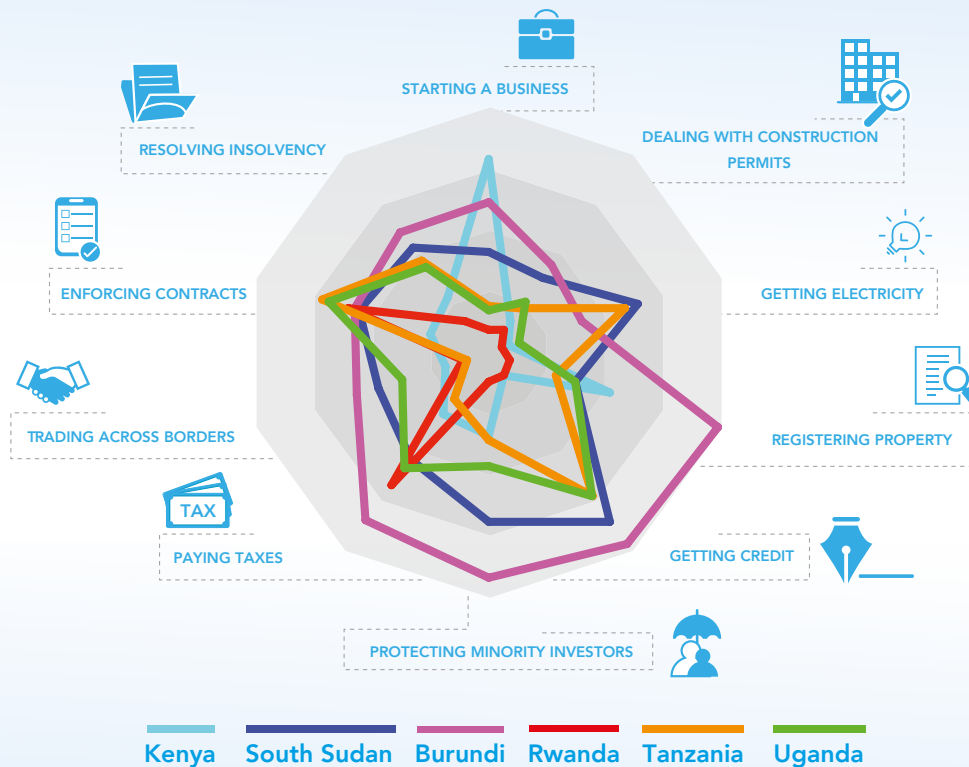 STARTING A BUSINESS
DEALING WITH CONSTRUCTION
PERMITS
RESOLVING INSOLVENCY
ENFORCING CONTRACTS
GETTING ELECTRICITY
TRADING ACROSS BORDERS
REGISTERING PROPERTY
TAX
PAYING TAXES
GETTING CREDIT
PROTECTING MINORITY INVESTORS
Kenya South Sudan Burundi Rwanda Tanzania Uganda